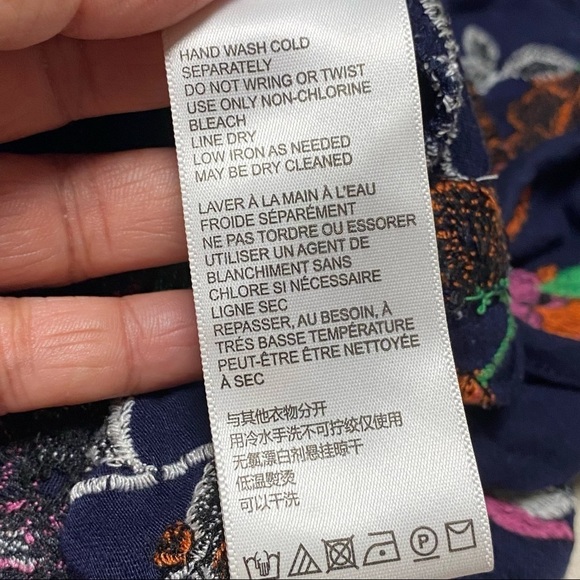 HAND WASH COLD
SEPARATELY
DO NOT WRING OR TWIST
USE ONLY NON-CHLORINE
BLEACH
LINE DRY
LOW IRON AS NEEDED
MAY BE DRY CLEANED
LAVER À LA MAIN À L'EAU
FROIDE SÉPARÉMENT
NE PAS TORDRE OU ESSORER
UTILISER UN AGENT DE
BLANCHIMENT SANS
CHLORE SI NÉCESSAIRE
LIGNE SEC
REPASSER, AU BESOIN, À
TRÉS BASSE TEMPÉRATURE
PEUT-ÊTRE ÊTRE NETTOYÉE
À SEC
与其他衣物分开
用冷水手洗不可拧绞仅使用
无氯漂白剂悬挂晾干
低温熨烫
可以干洗
P